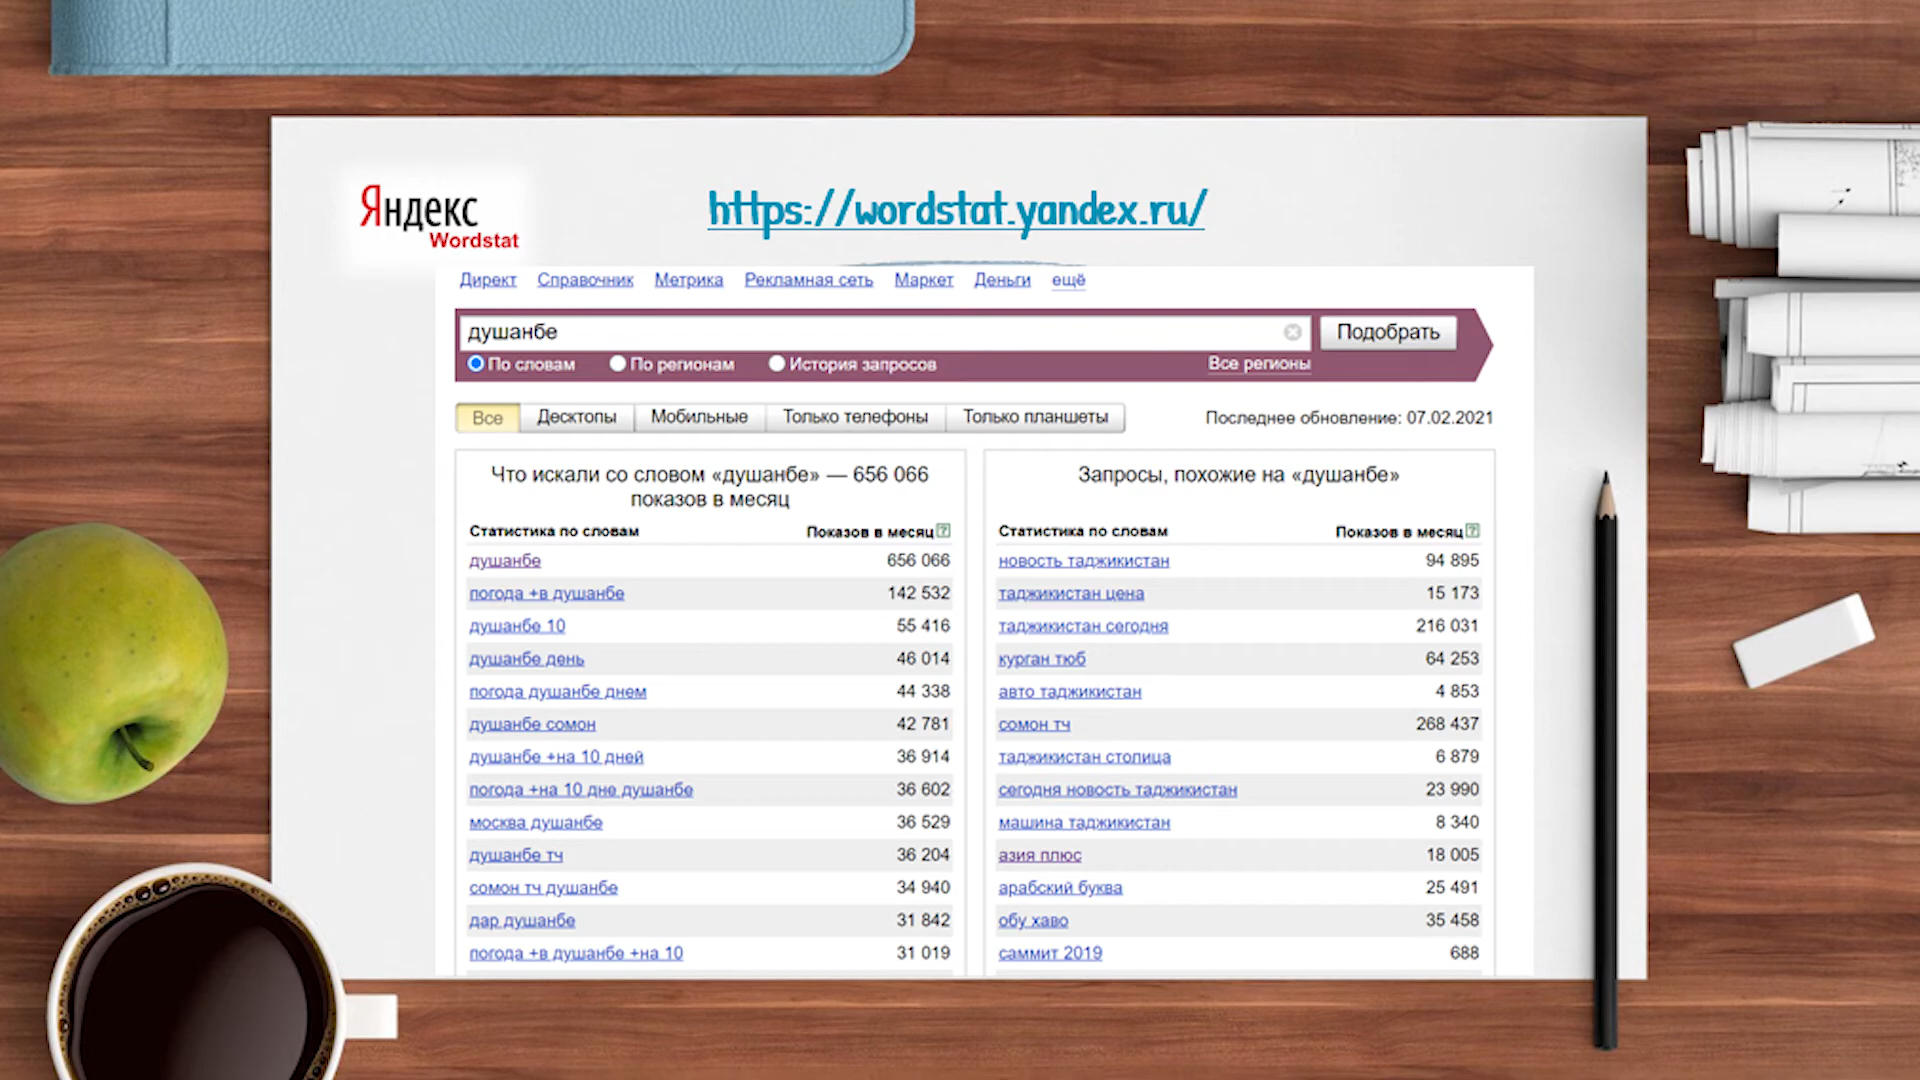 Яндекс
Wordstat
https://wordstat.yandex.ru/
Директ Справочник Метрика Рекламная сеть Маркет Деньги ещё
душанбе Подобрать
По словам По регионам История запросов Все регионы
Все Десктопы Мобильные Только телефоны Только планшеты Последнее обновление: 07.02.2021
Что искали со словом «душанбе» — 656 066
показов в месяц
Статистика по словам Показов в месяц ?
душанбе 656 066
погода +в душанбе 142 532
душанбе 10 55 416
душанбе день 46 014
погода душанбе днем 44 338
душанбе сомон 42 781
душанбе +на 10 дней 36 914
погода +на 10 дне душанбе 36 602
москва душанбе 36 529
душанбе тч 36 204
сомон тч душанбе 34 940
дар душанбе 31 842
погода +в душанбе +на 10 31 019
Запросы, похожие на «душанбе»
Статистика по словам Показов в месяц ?
новость таджикистан 94 895
таджикистан цена 15 173
таджикистан сегодня 216 031
курган тюб 64 253
авто таджикистан 4 853
сомон тч 268 437
таджикистан столица 6 879
сегодня новость таджикистан 23 990
машина таджикистан 8 340
азия плюс 18 005
арабский буква 25 491
обу хаво 35 458
саммит 2019 688